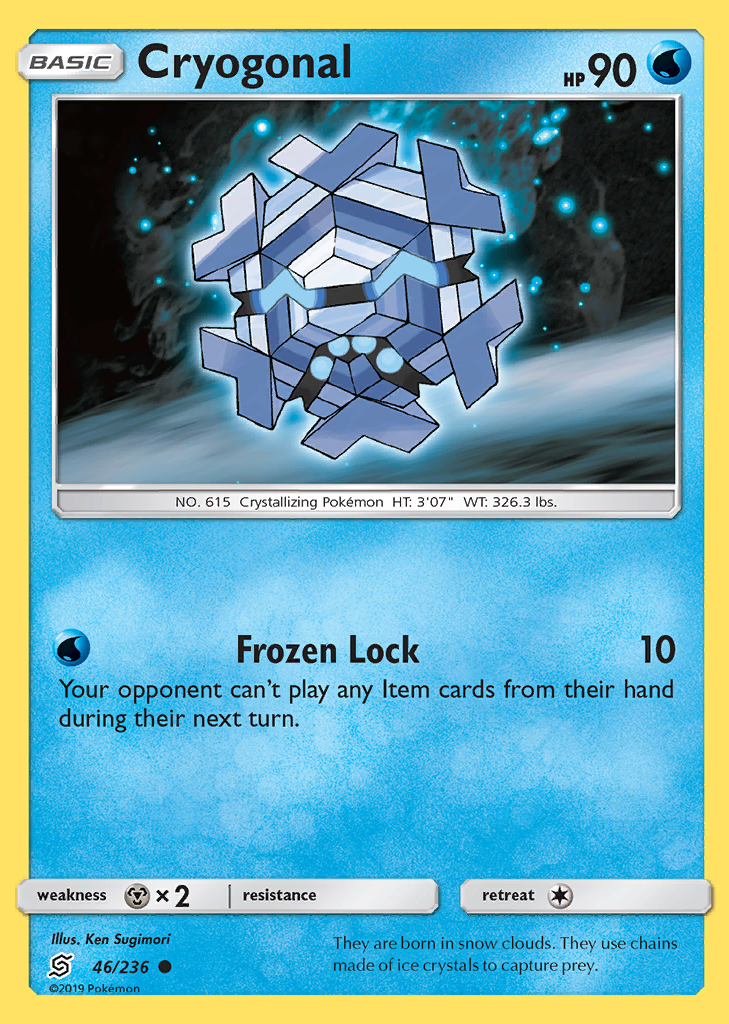 BASIC Cryogonal HP90
NO. 615 Crystallizing Pokémon HT: 3'07" WT: 326.3 lbs.
Frozen Lock 10
Your opponent can't play any Item cards from their hand
during their next turn.
weakness ×2 resistance retreat
Illus. Ken Sugimori
46/236
©2019 Pokémon
They are born in snow clouds. They use chains
made of ice crystals to capture prey.